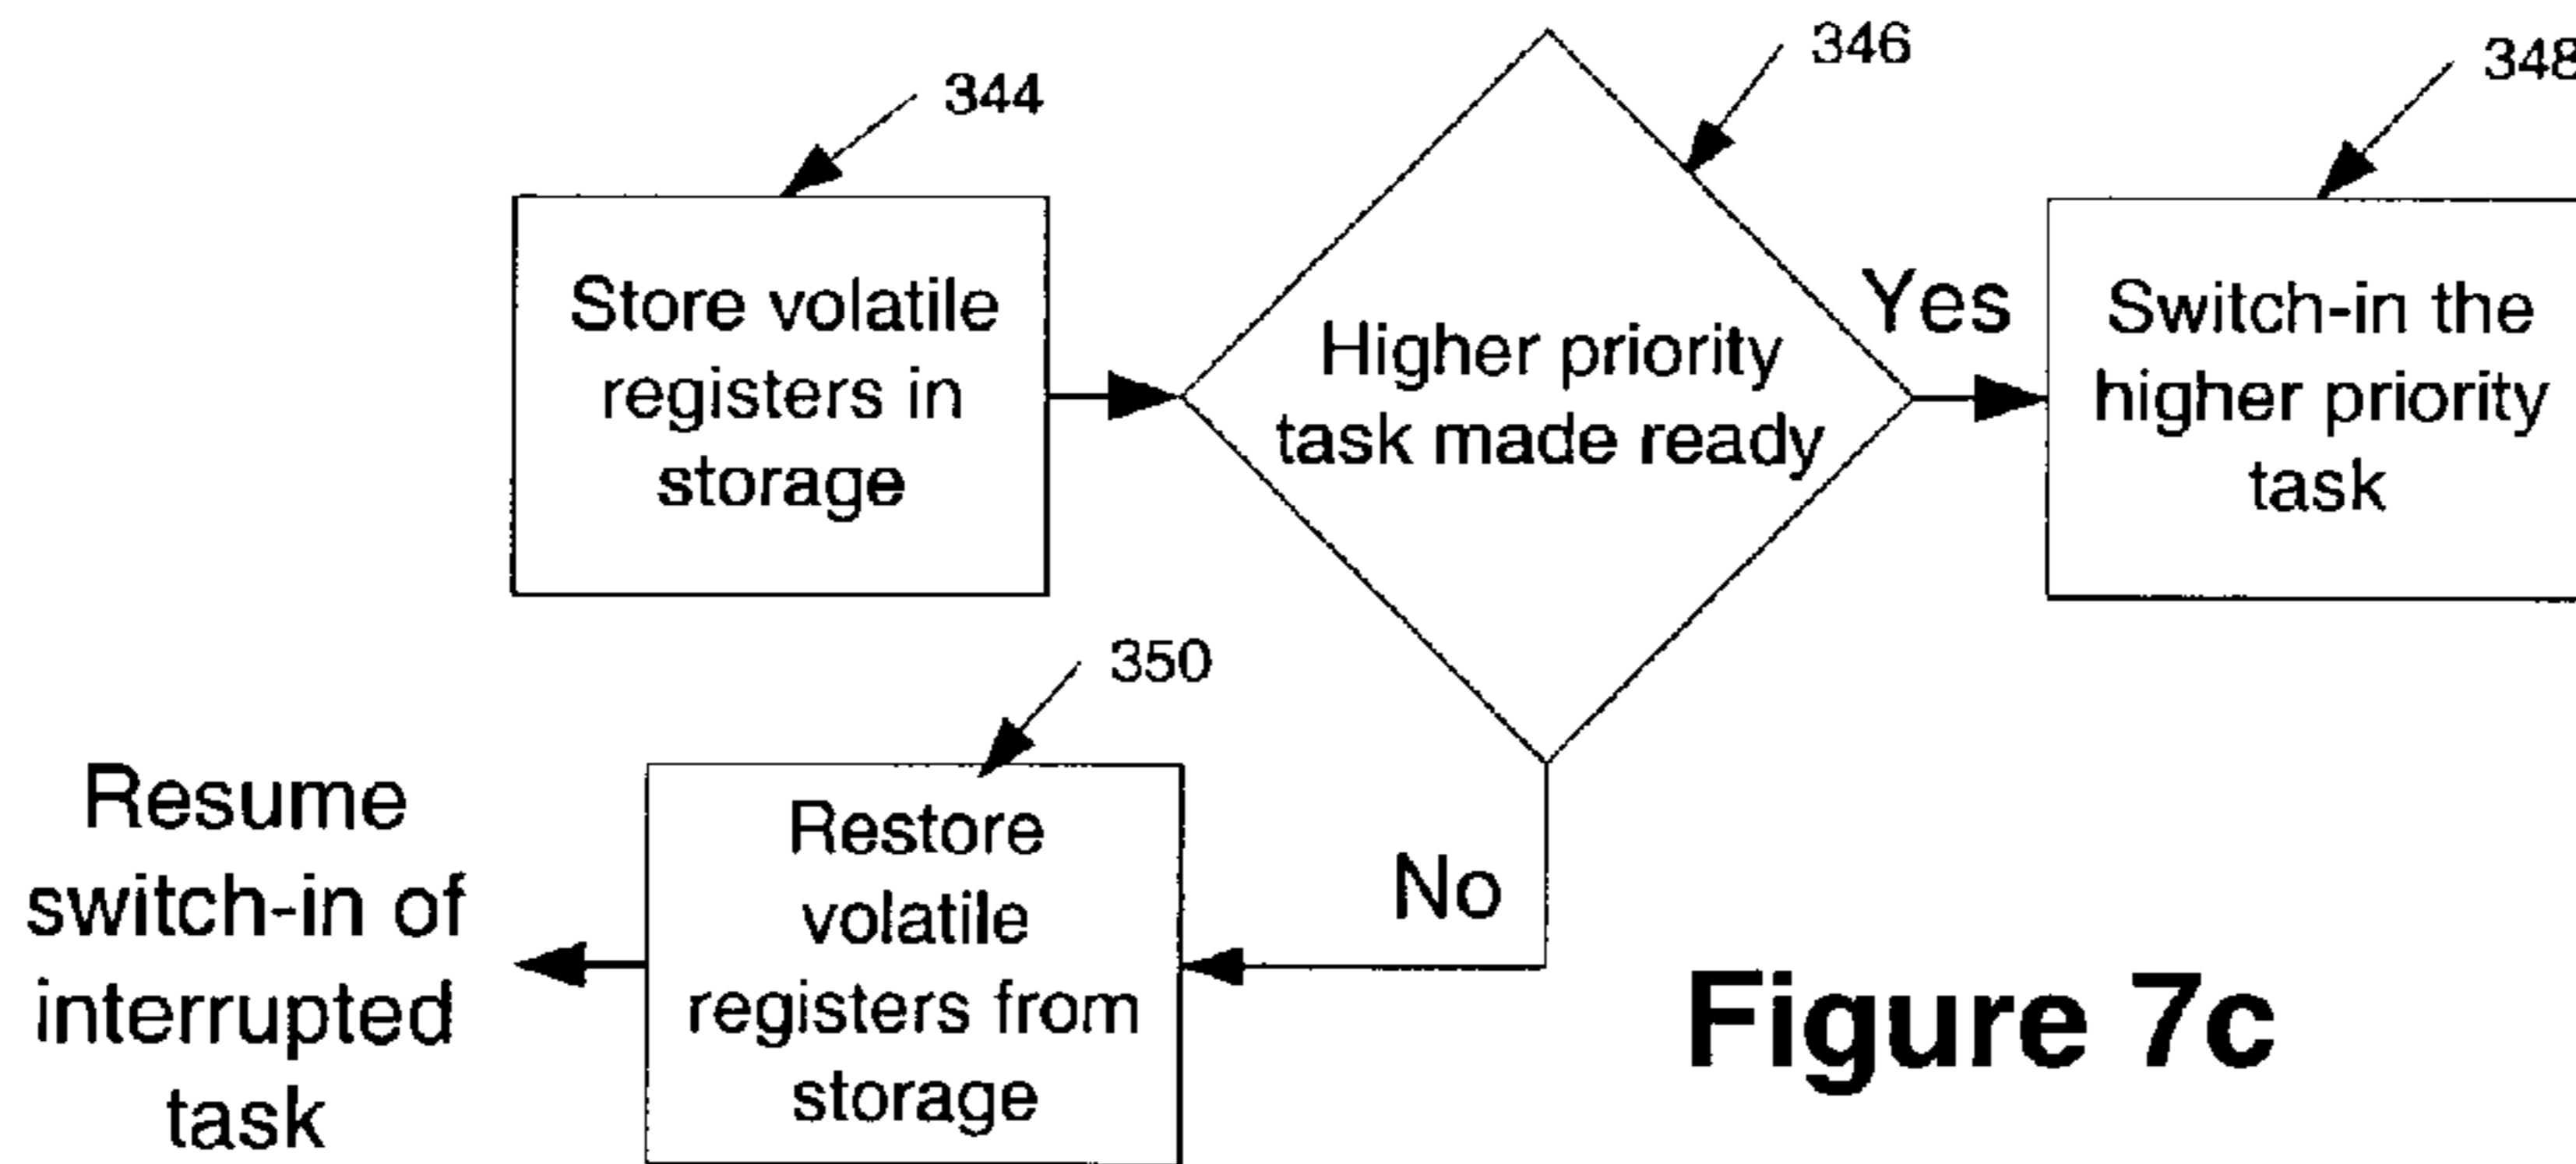 344
346
348
Store volatile
registers in
storage
Higher priority
task made ready
Yes
Switch-in the
higher priority
task
350
No
Restore
volatile
registers from
storage
Resume
switch-in of
interrupted
task
Figure 7c